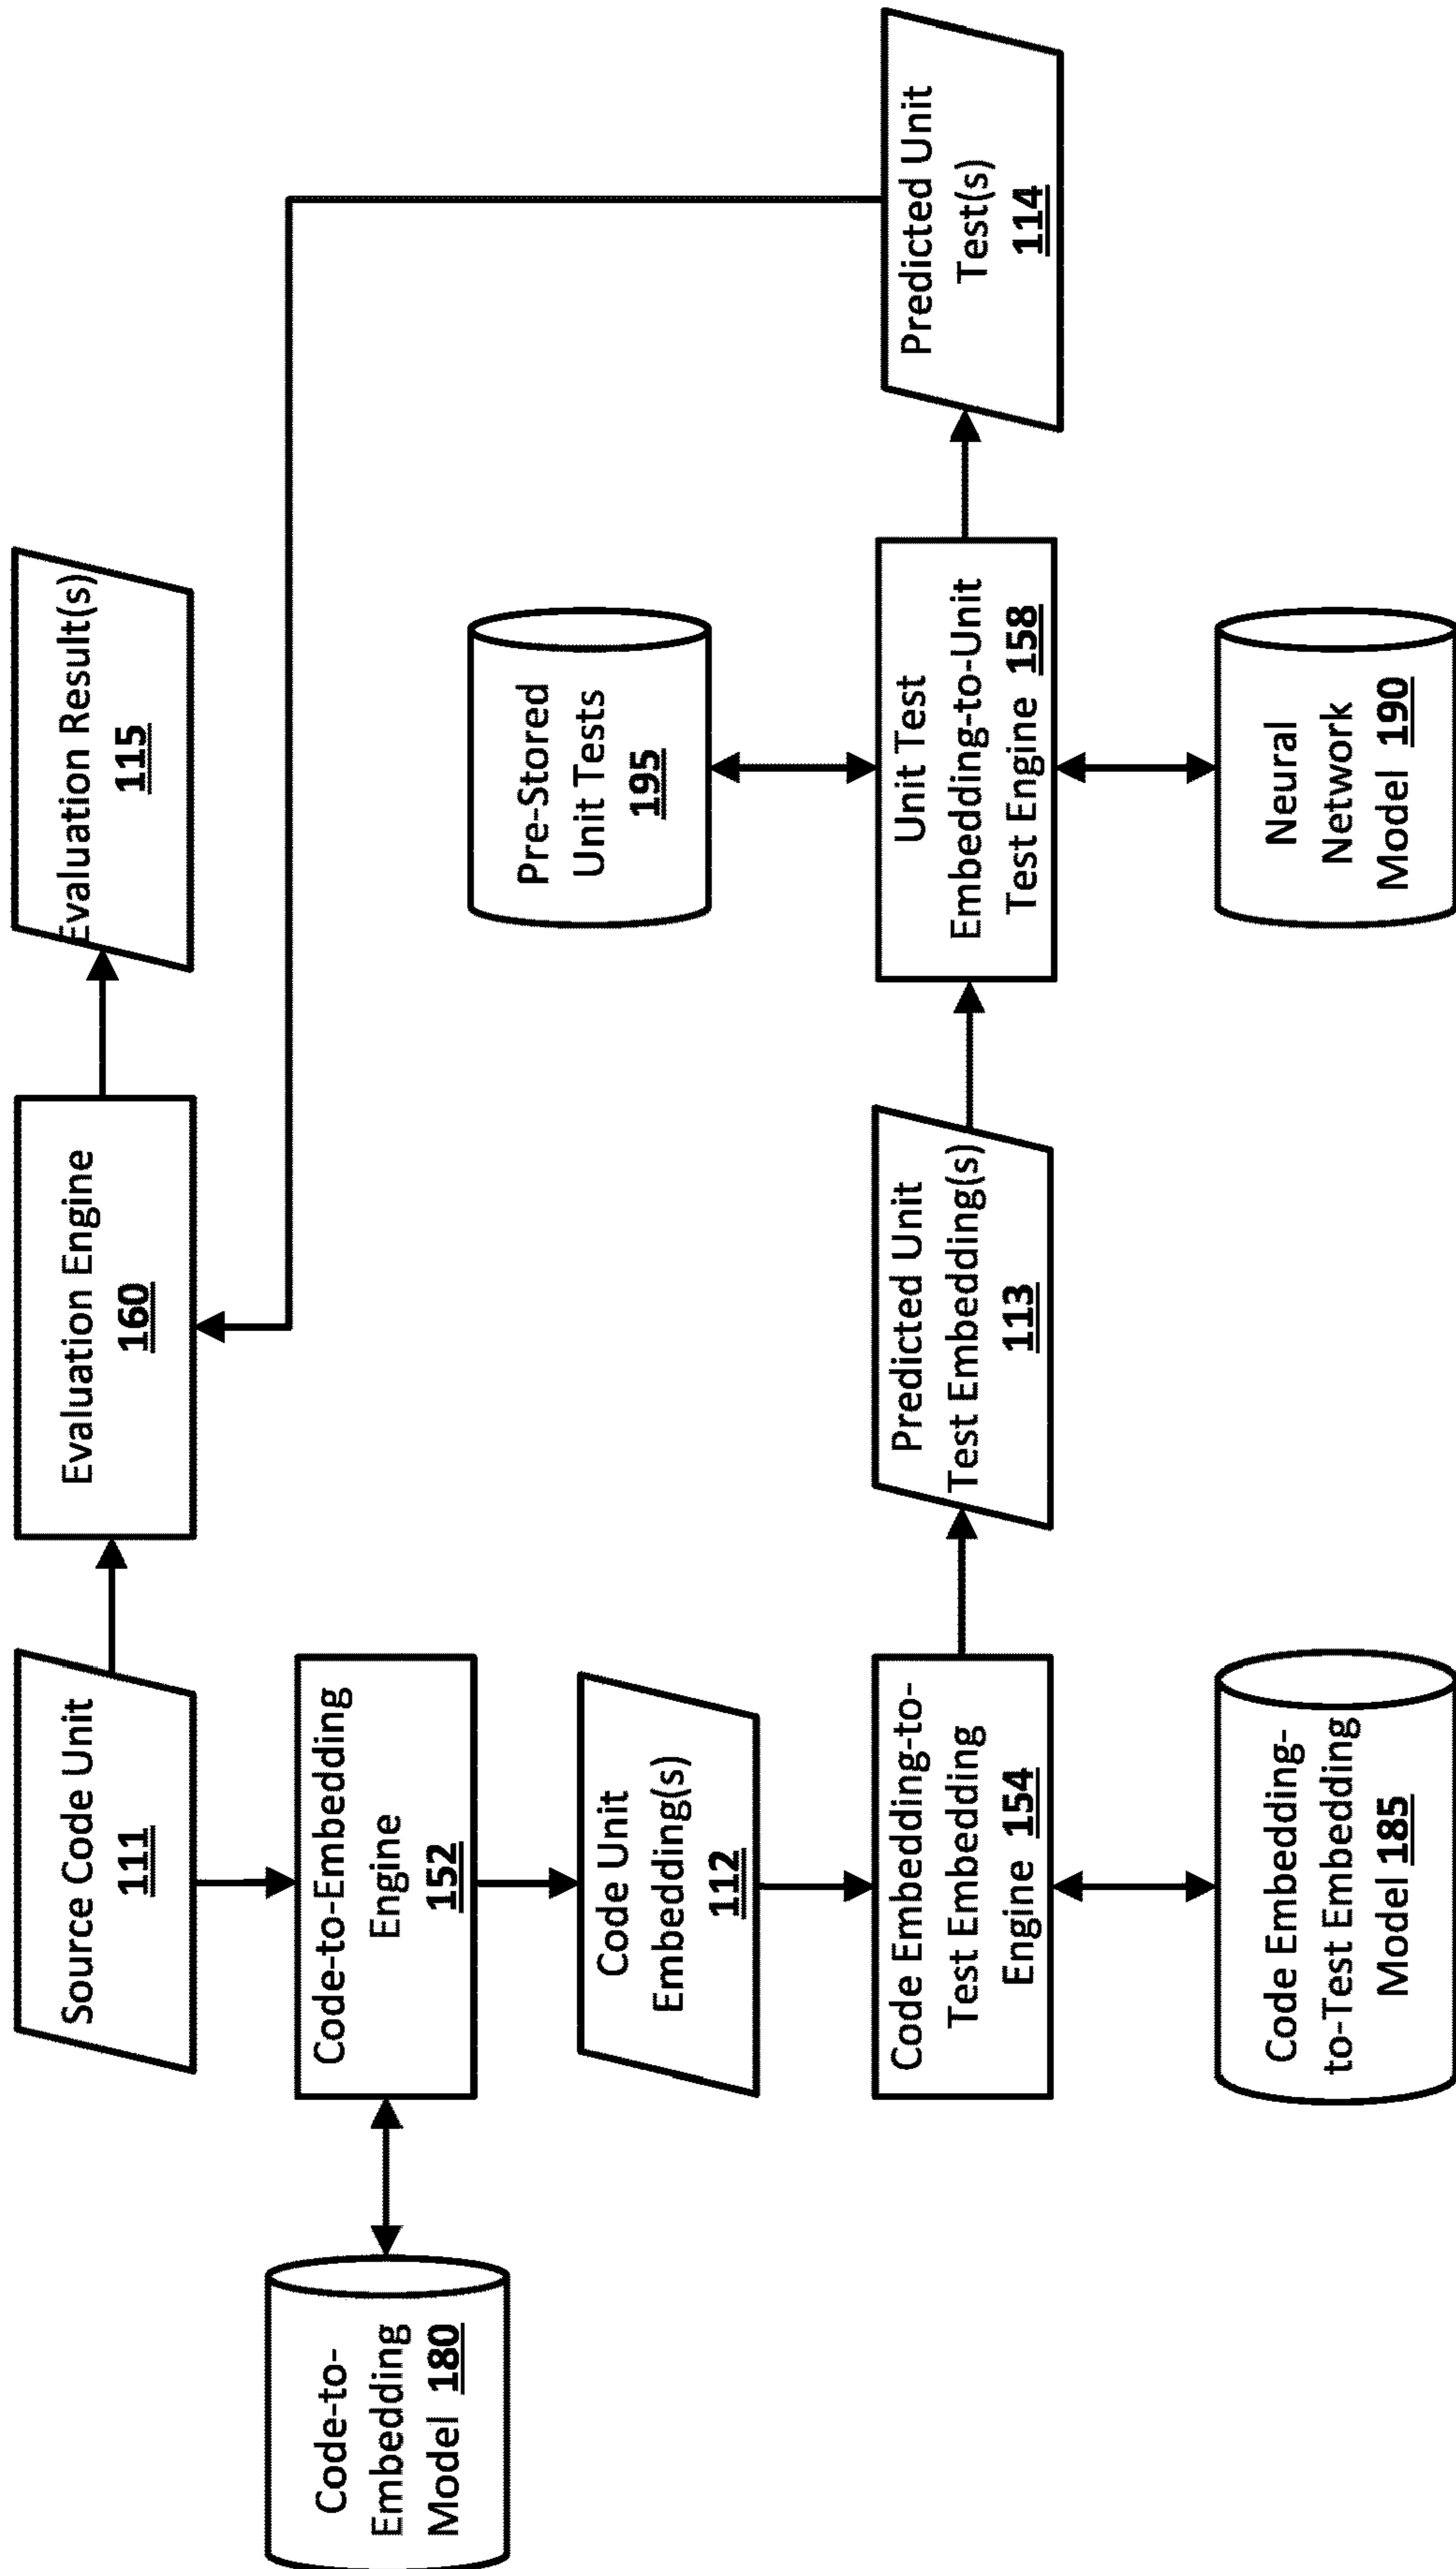 Source Code Unit
111
Evaluation Engine
160
Evaluation Result(s)
115
Code-to-
Embedding
Model 180
Code-to-Embedding
Engine
152
Code Unit
Embedding(s)
112
Pre-Stored
Unit Tests
195
Code Embedding-to-
Test Embedding
Engine 154
Predicted Unit
Test Embedding(s)
113
Unit Test
Embedding-to-Unit
Test Engine 158
Predicted Unit
Test(s)
114
Code Embedding-
to-Test Embedding
Model 185
Neural
Network
Model 190